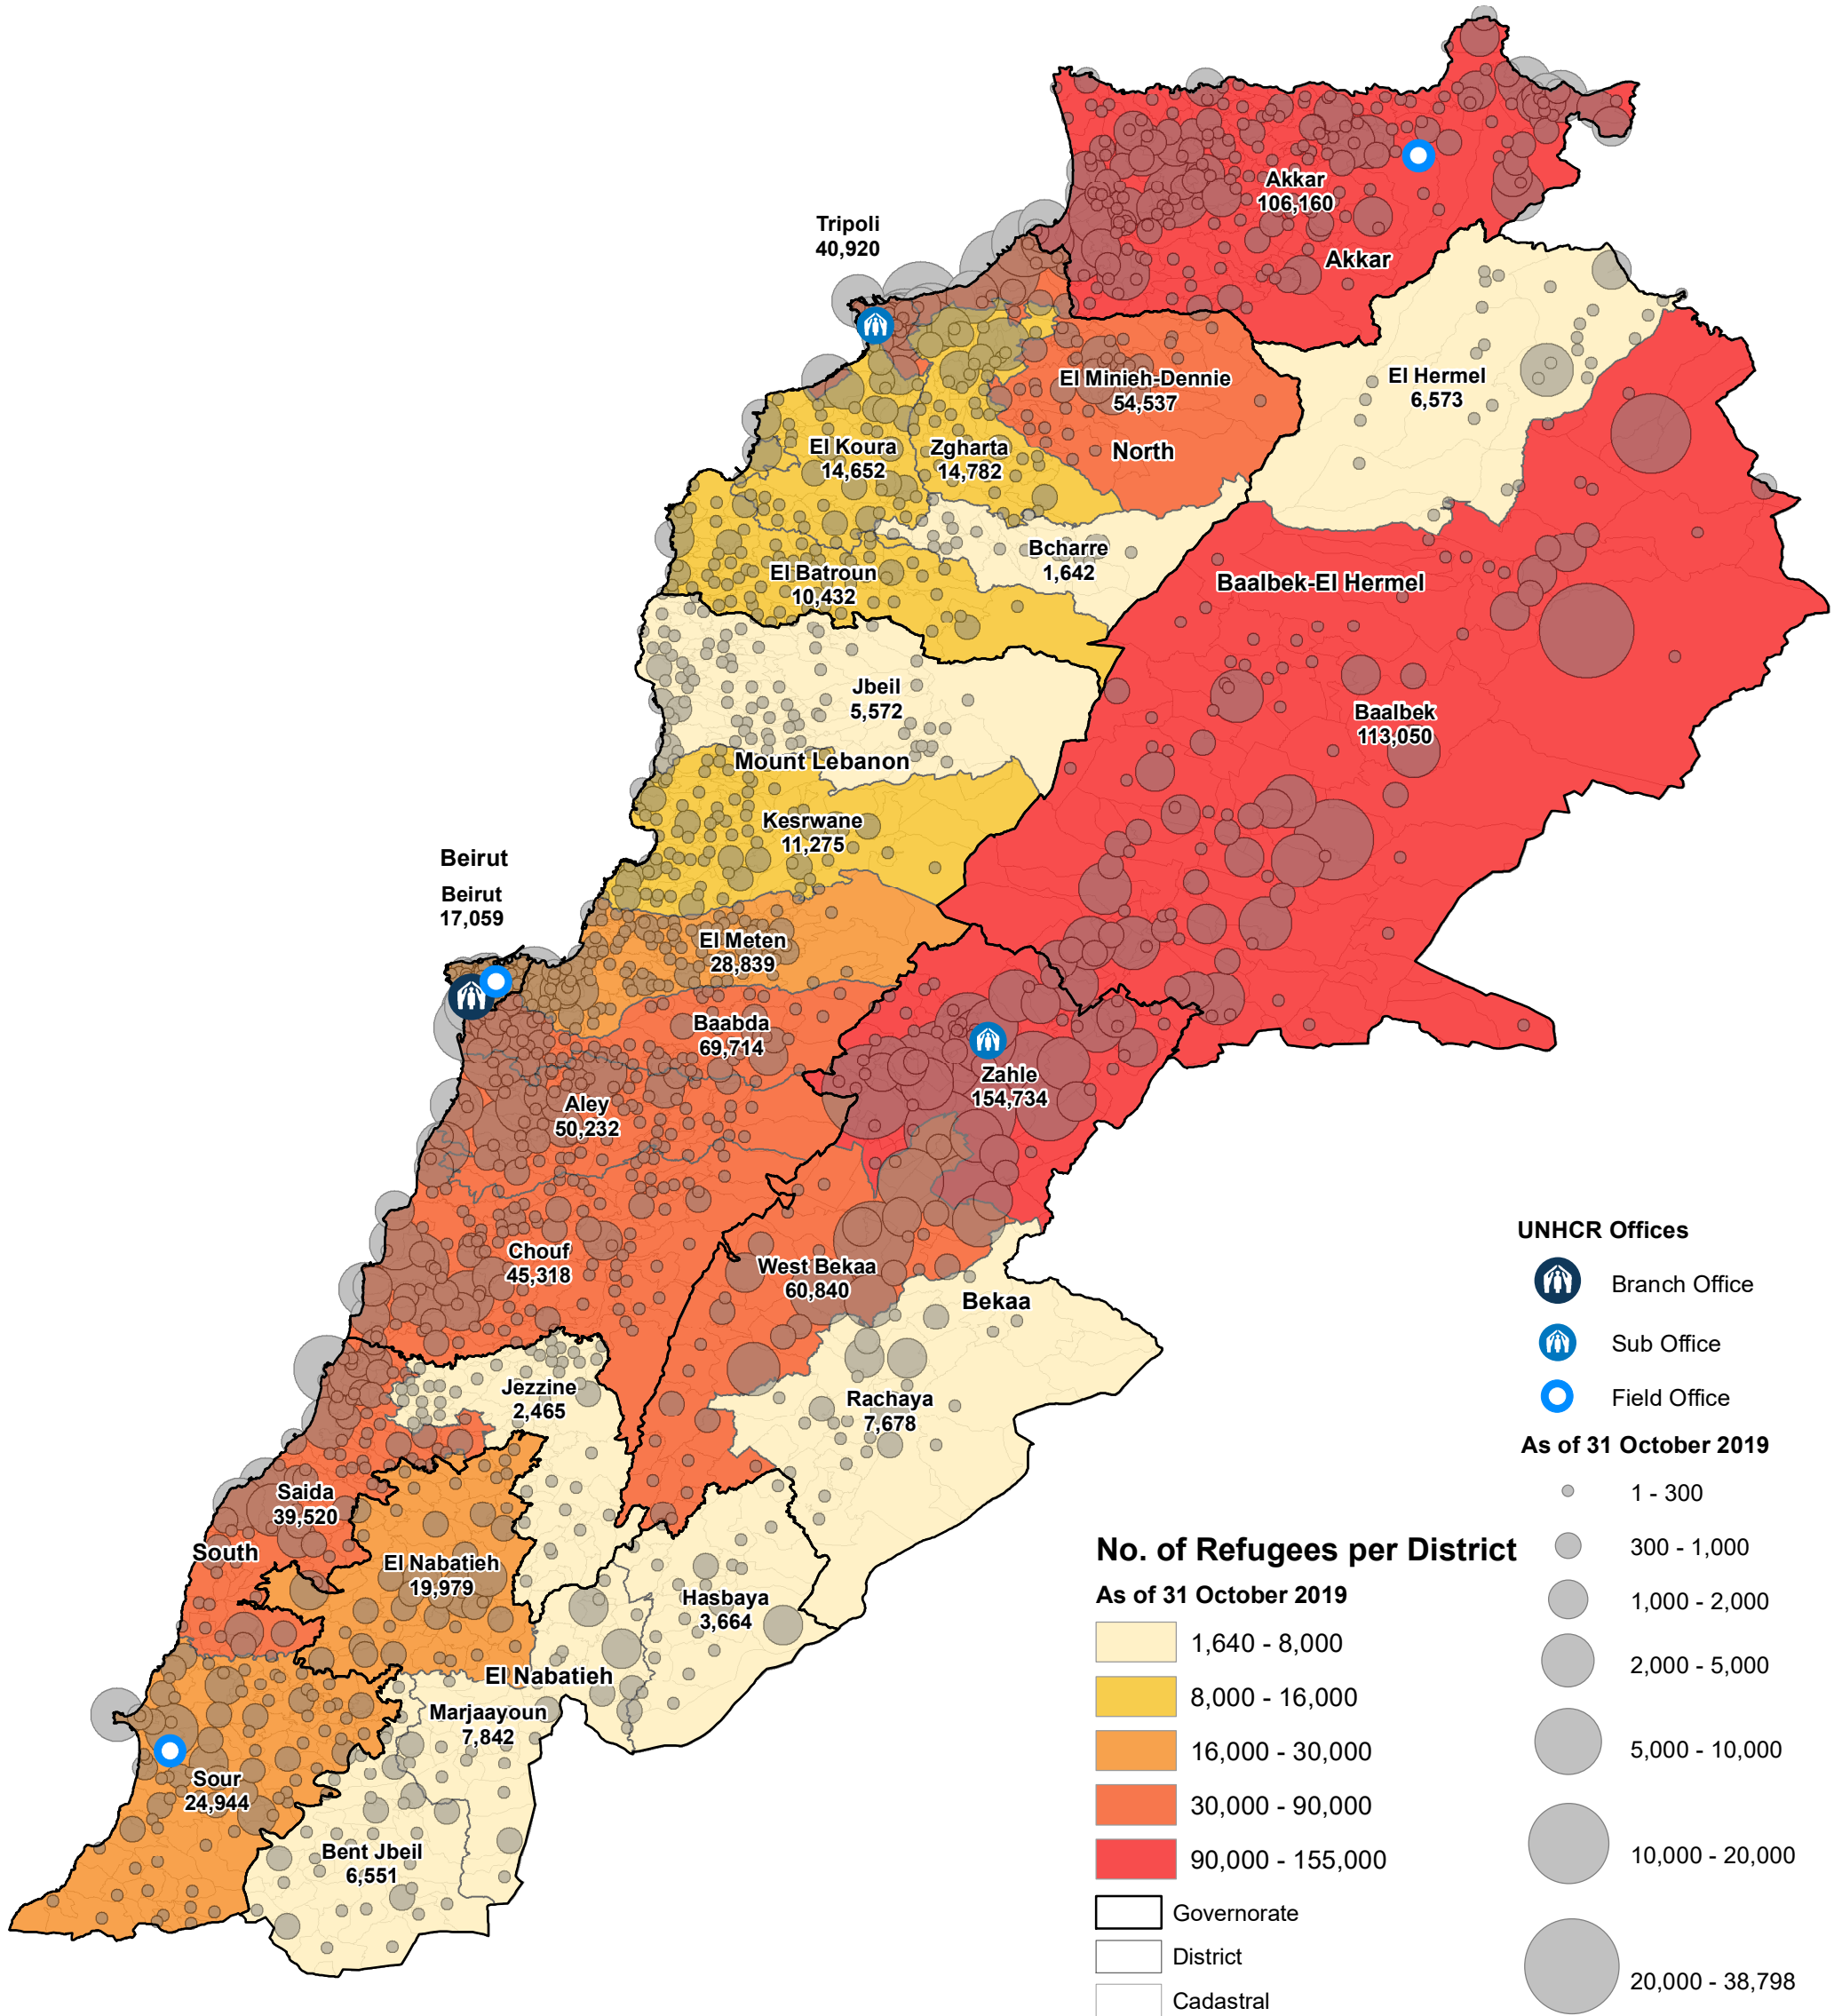 Akkar
106,160
Akkar
Tripoli
40,920
El Hermel
6,573
El Minieh-Dennie
54,537
North
El Koura
14,652
Zgharta
14,782
Bcharre
1,642
El Batroun
10,432
Baalbek-El Hermel
Jbeil
5,572
Baalbek
113,050
Mount Lebanon
Kesrwane
11,275
Beirut
Beirut
17,059
El Meten
28,839
Baabda
69,714
Zahle
154,734
Aley
50,232
Chouf
45,318
West Bekaa
60,840
Bekaa
Jezzine
2,465
Rachaya
7,678
Saida
39,520
South
El Nabatieh
19,979
Hasbaya
3,664
El Nabatieh
Marjaayoun
7,842
Sour
24,944
Bent Jbeil
6,551
UNHCR Offices
Branch Office
Sub Office
Field Office
As of 31 October 2019
1 - 300
300 - 1,000
1,000 - 2,000
2,000 - 5,000
5,000 - 10,000
10,000 - 20,000
20,000 - 38,798
No. of Refugees per District
As of 31 October 2019
1,640 - 8,000
8,000 - 16,000
16,000 - 30,000
30,000 - 90,000
90,000 - 155,000
Governorate
District
Cadastral